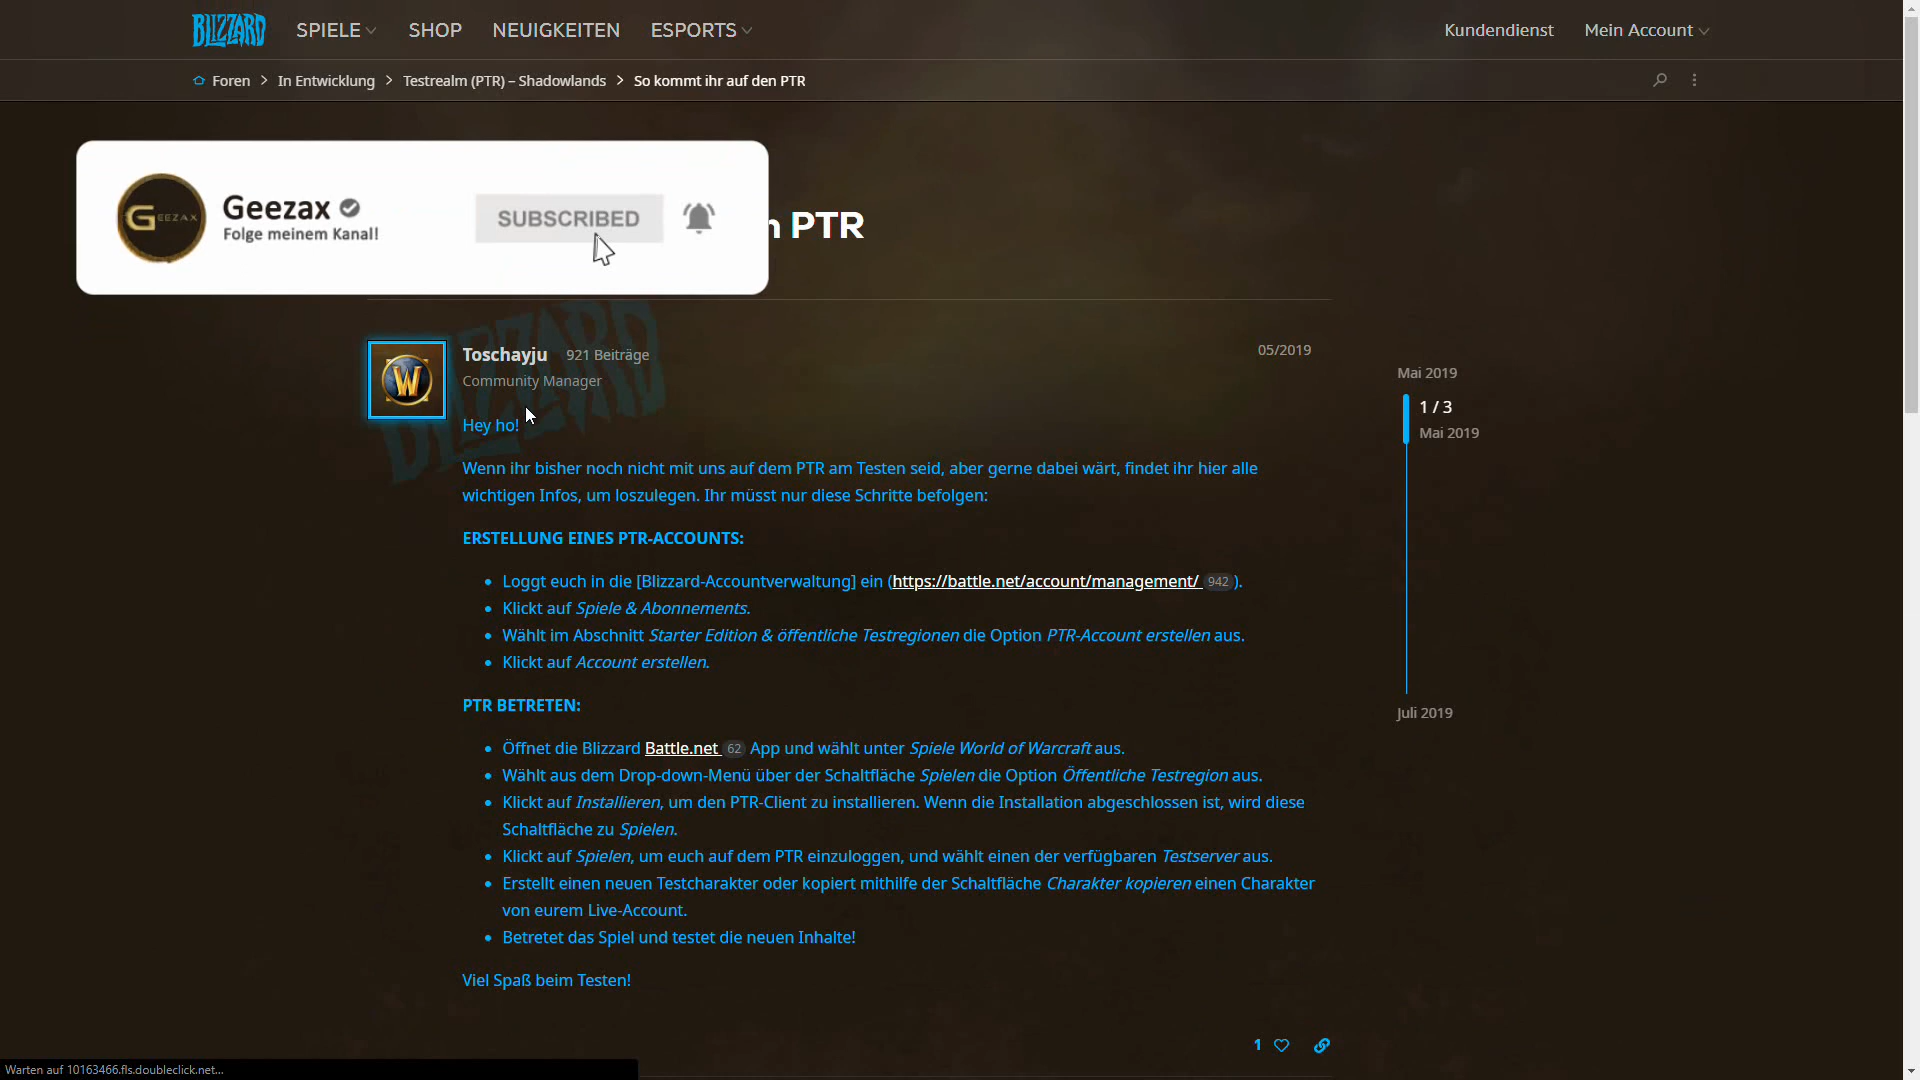 BLIZZARD SPIELE SHOP NEUIGKEITEN ESPORTS Kundendienst Mein Account
Foren > In Entwicklung > Testrealm (PTR) – Shadowlands > So kommt ihr auf den PTR
GEEZAX
Geezax
Folge meinem Kanal!
SUBSCRIBED
n PTR
BLIZZARD
W
Toschayju 921 Beiträge
Community Manager
05/2019
Hey ho!
Wenn ihr bisher noch nicht mit uns auf dem PTR am Testen seid, aber gerne dabei wärt, findet ihr hier alle
wichtigen Infos, um loszulegen. Ihr müsst nur diese Schritte befolgen:
ERSTELLUNG EINES PTR-ACCOUNTS:
• Loggt euch in die [Blizzard-Accountverwaltung] ein (https://battle.net/account/management/ 942 ).
• Klickt auf Spiele & Abonnements.
• Wählt im Abschnitt Starter Edition & öffentliche Testregionen die Option PTR-Account erstellen aus.
• Klickt auf Account erstellen.
PTR BETRETEN:
• Öffnet die Blizzard Battle.net 62 App und wählt unter Spiele World of Warcraft aus.
• Wählt aus dem Drop-down-Menü über der Schaltfläche Spielen die Option Öffentliche Testregion aus.
• Klickt auf Installieren, um den PTR-Client zu installieren. Wenn die Installation abgeschlossen ist, wird diese
Schaltfläche zu Spielen.
• Klickt auf Spielen, um euch auf dem PTR einzuloggen, und wählt einen der verfügbaren Testserver aus.
• Erstellt einen neuen Testcharakter oder kopiert mithilfe der Schaltfläche Charakter kopieren einen Charakter
von eurem Live-Account.
• Betretet das Spiel und testet die neuen Inhalte!
Viel Spaß beim Testen!
1
Mai 2019
1 / 3
Mai 2019
Juli 2019
Warten auf 10163466.fls.doubleclick.net...